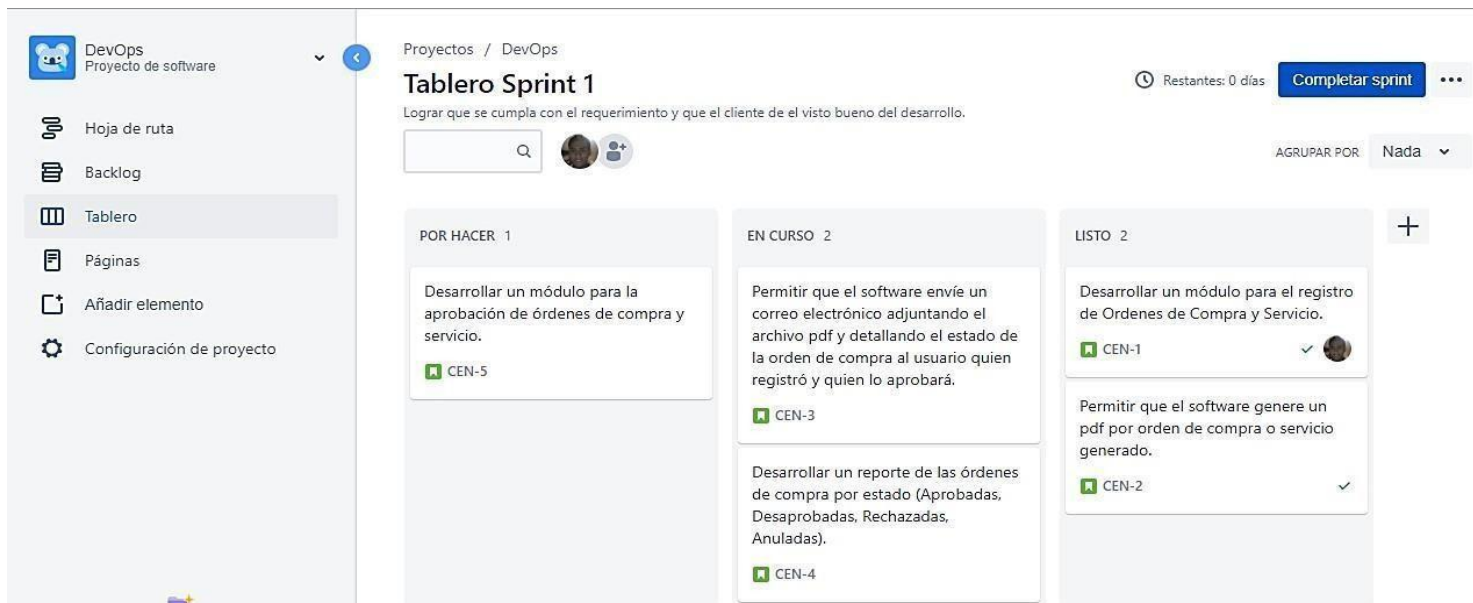 DevOps
Proyecto de software
Hoja de ruta
Backlog
Tablero
Páginas
Añadir elemento
Configuración de proyecto
Proyectos / DevOps
Tablero Sprint 1
Lograr que se cumpla con el requerimiento y que el cliente de el visto bueno del desarrollo.
Restantes: 0 días
Completar sprint
AGRUPAR POR
Nada
POR HACER 1
Desarrollar un módulo para la
aprobación de órdenes de compra y
servicio.
CEN-5
EN CURSO 2
Permitir que el software envíe un
correo electrónico adjuntando el
archivo pdf y detallando el estado de
la orden de compra al usuario quien
registró y quien lo aprobará.
CEN-3
Desarrollar un reporte de las órdenes
de compra por estado (Aprobadas,
Desaprobadas, Rechazadas,
Anuladas).
CEN-4
LISTO 2
Desarrollar un módulo para el registro
de Ordenes de Compra y Servicio.
CEN-1
Permitir que el software genere un
pdf por orden de compra o servicio
generado.
CEN-2